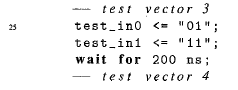 — test vector 3
25 test_in0 <= "01";
test_in1 <= "11";
wait for 200 ns;
— test vector 4